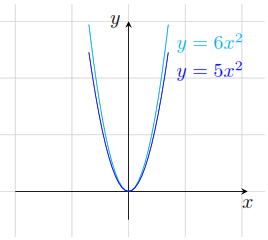 y
y = 6x²
y = 5x²
x